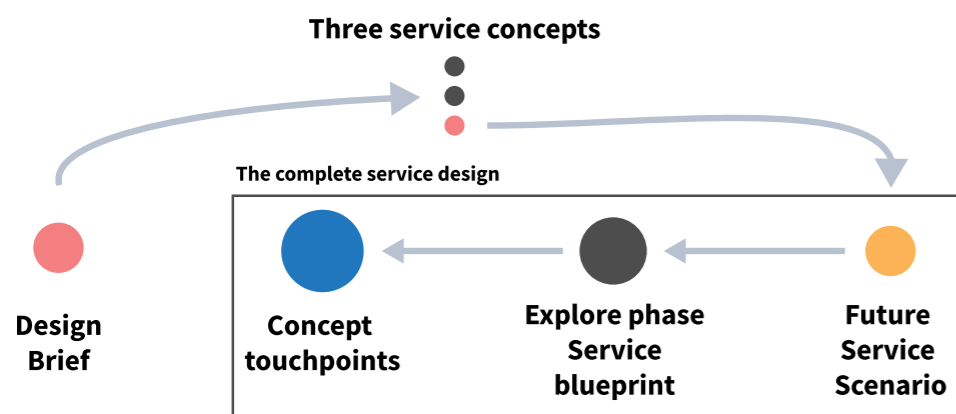 Three service concepts
The complete service design
Design
Brief
Concept
touchpoints
Explore phase
Service
blueprint
Future
Service
Scenario